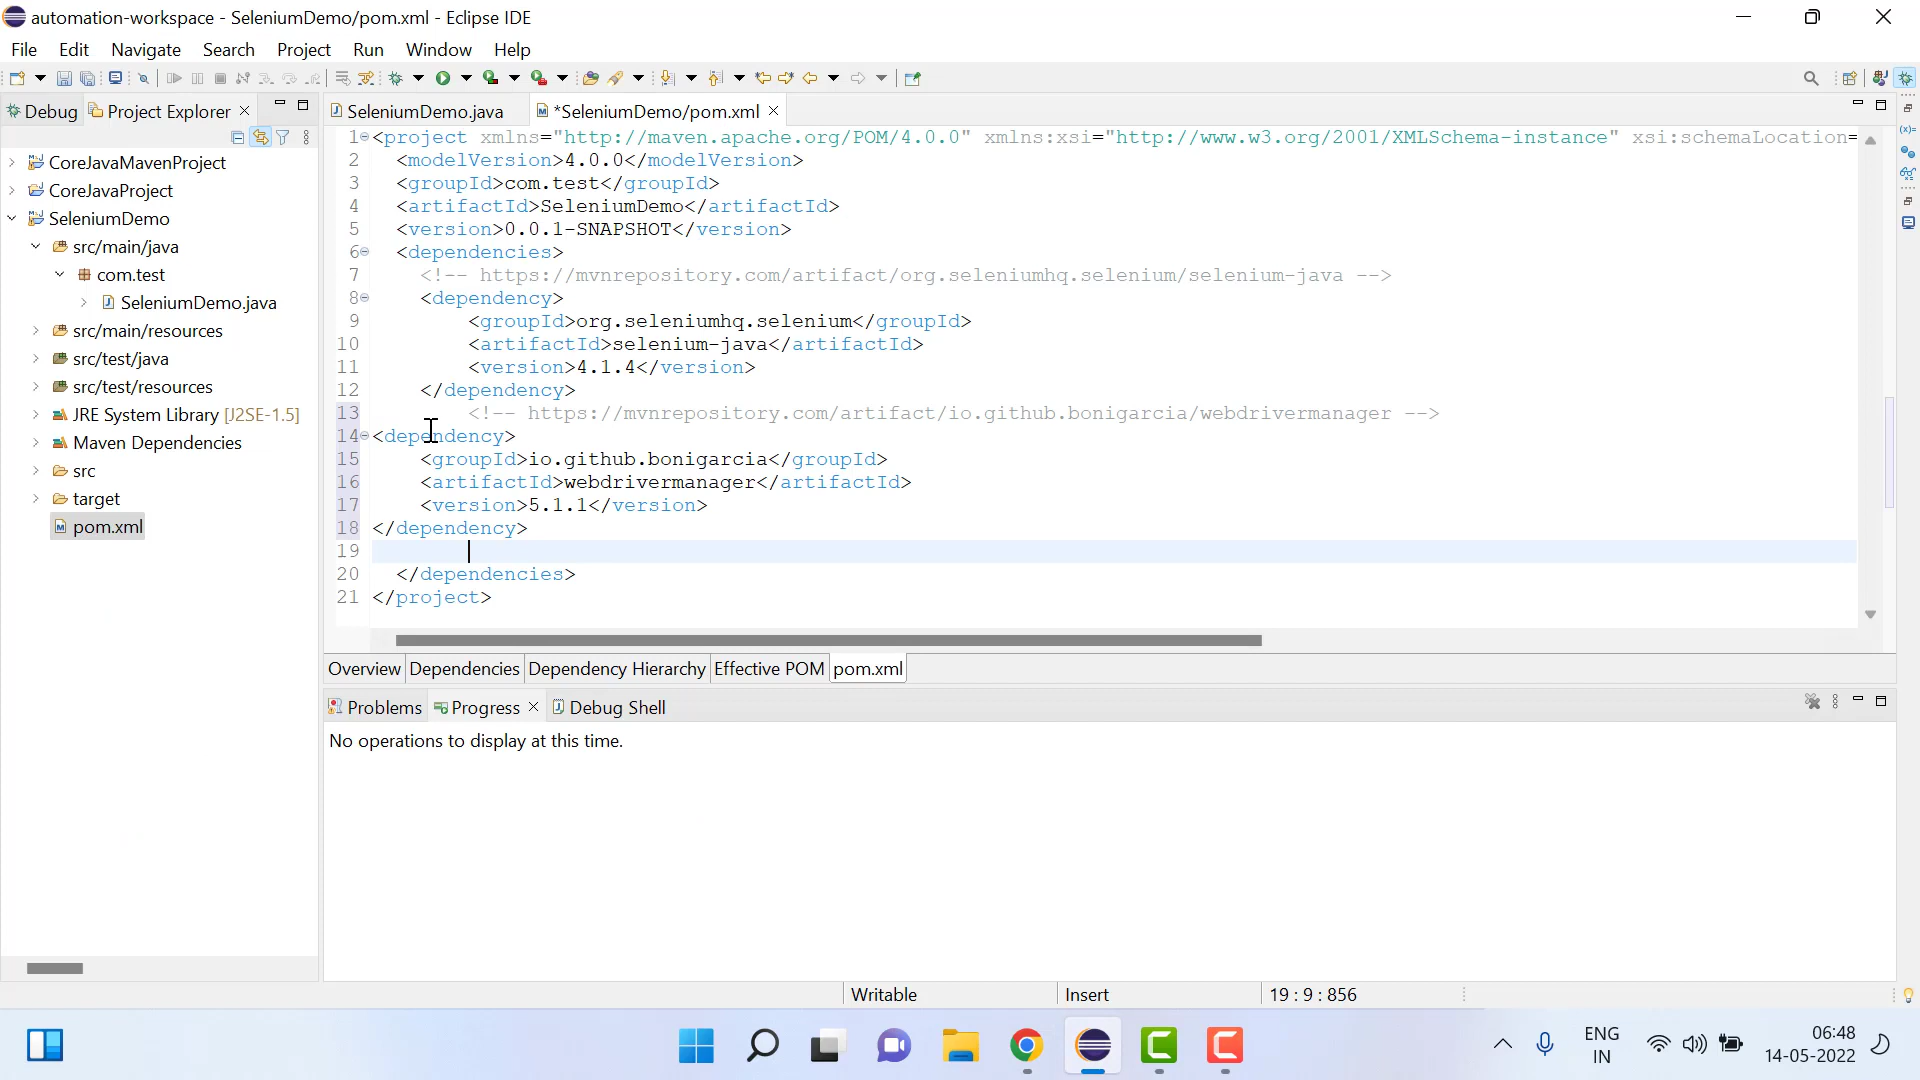 automation-workspace - SeleniumDemo/pom.xml - Eclipse IDE
File Edit Navigate Search Project Run Window Help
Debug Project Explorer
SeleniumDemo.java *SeleniumDemo/pom.xml
CoreJavaMavenProject
CoreJavaProject
SeleniumDemo
src/main/java
com.test
SeleniumDemo.java
src/main/resources
src/test/java
src/test/resources
JRE System Library [J2SE-1.5]
Maven Dependencies
src
target
pom.xml
1 <project xmlns="http://maven.apache.org/POM/4.0.0" xmlns:xsi="http://www.w3.org/2001/XMLSchema-instance" xsi:schemaLocation=
2 <modelVersion>4.0.0</modelVersion>
3 <groupId>com.test</groupId>
4 <artifactId>SeleniumDemo</artifactId>
5 <version>0.0.1-SNAPSHOT</version>
6 <dependencies>
7 <!-- https://mvnrepository.com/artifact/org.seleniumhq.selenium/selenium-java -->
8 <dependency>
9 <groupId>org.seleniumhq.selenium</groupId>
10 <artifactId>selenium-java</artifactId>
11 <version>4.1.4</version>
12 </dependency>
13 <!-- https://mvnrepository.com/artifact/io.github.bonigarcia/webdrivermanager -->
14 <dependency>
15 <groupId>io.github.bonigarcia</groupId>
16 <artifactId>webdrivermanager</artifactId>
17 <version>5.1.1</version>
18 </dependency>
19
20 </dependencies>
21 </project>
Overview Dependencies Dependency Hierarchy Effective POM pom.xml
Problems Progress Debug Shell
No operations to display at this time.
Writable Insert 19 : 9 : 856
ENG
IN
06:48
14-05-2022